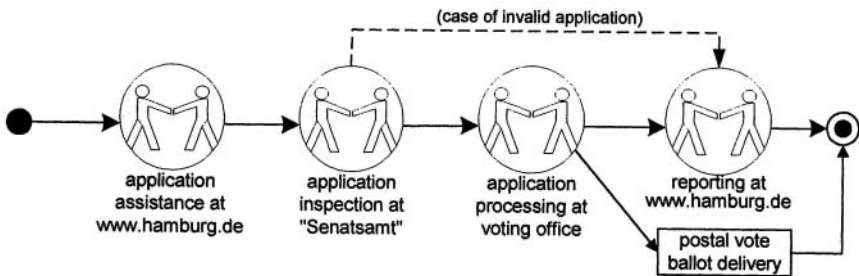 (case of invalid application)
application
assistance at
www.hamburg.de
application
inspection at
"Senatsamt"
application
processing at
voting office
reporting at
www.hamburg.de
postal vote
ballot delivery